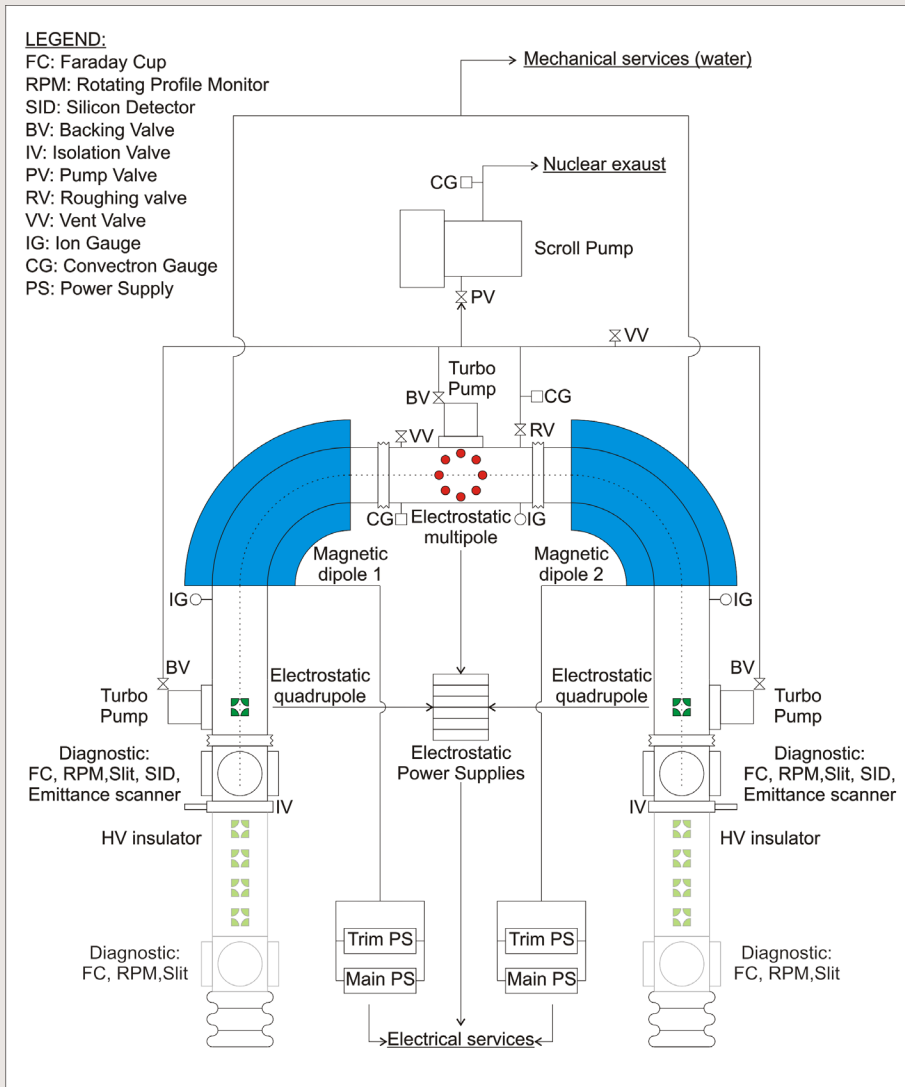 LEGEND:
FC: Faraday Cup
RPM: Rotating Profile Monitor
SID: Silicon Detector
BV: Backing Valve
IV: Isolation Valve
PV: Pump Valve
RV: Roughing valve
VV: Vent Valve
IG: Ion Gauge
CG: Convectron Gauge
PS: Power Supply
Mechanical services (water)
Nuclear exaust
CG
Scroll Pump
PV
VV
Turbo
Pump
BV
CG
VV
RV
CG
Electrostatic
multipole
IG
Magnetic
dipole 1
Magnetic
dipole 2
IG
IG
BV
Turbo
Pump
Electrostatic
quadrupole
Electrostatic
quadrupole
BV
Turbo
Pump
Electrostatic
Power Supplies
Diagnostic:
FC, RPM,Slit, SID,
Emittance scanner
IV
Diagnostic:
FC, RPM,Slit, SID,
Emittance scanner
IV
HV insulator
HV insulator
Trim PS
Main PS
Trim PS
Main PS
Diagnostic:
FC, RPM,Slit
Diagnostic:
FC, RPM,Slit
Electrical services